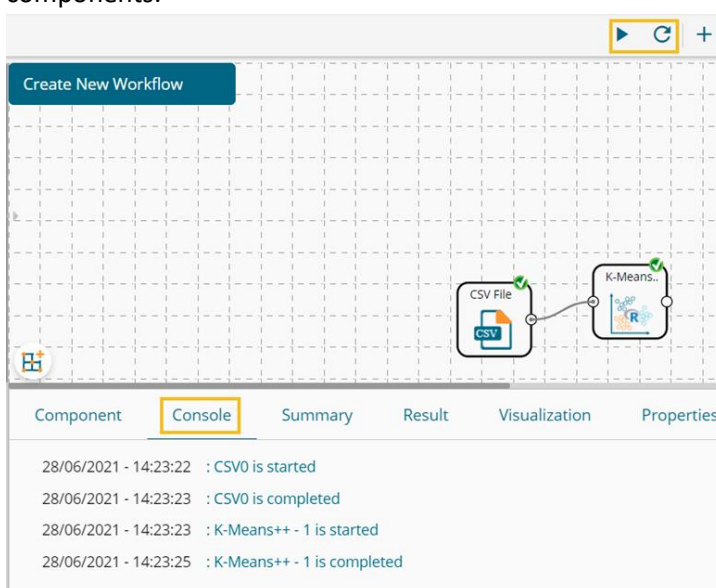 components.
Create New Workflow
CSV File
CSV
K-Means..
R
Component Console Summary Result Visualization Properties
28/06/2021 - 14:23:22 : CSV0 is started
28/06/2021 - 14:23:23 : CSV0 is completed
28/06/2021 - 14:23:23 : K-Means++ - 1 is started
28/06/2021 - 14:23:25 : K-Means++ - 1 is completed